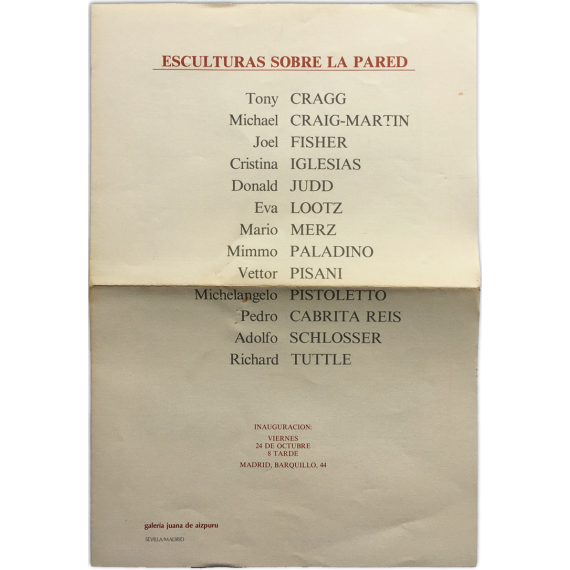 ESCULTURAS SOBRE LA PARED
Tony CRAGG
Michael CRAIG-MARTIN
Joel FISHER
Cristina IGLESIAS
Donald JUDD
Eva LOOTZ
Mario MERZ
Mimmo PALADINO
Vettor PISANI
Michelangelo PISTOLETTO
Pedro CABRITA REIS
Adolfo SCHLOSSER
Richard TUTTLE
INAUGURACION:
VIERNES
24 DE OCTUBRE
8 TARDE
MADRID, BARQUILLO, 44
galería juana de aizpuru
SEVILLA/MADRID